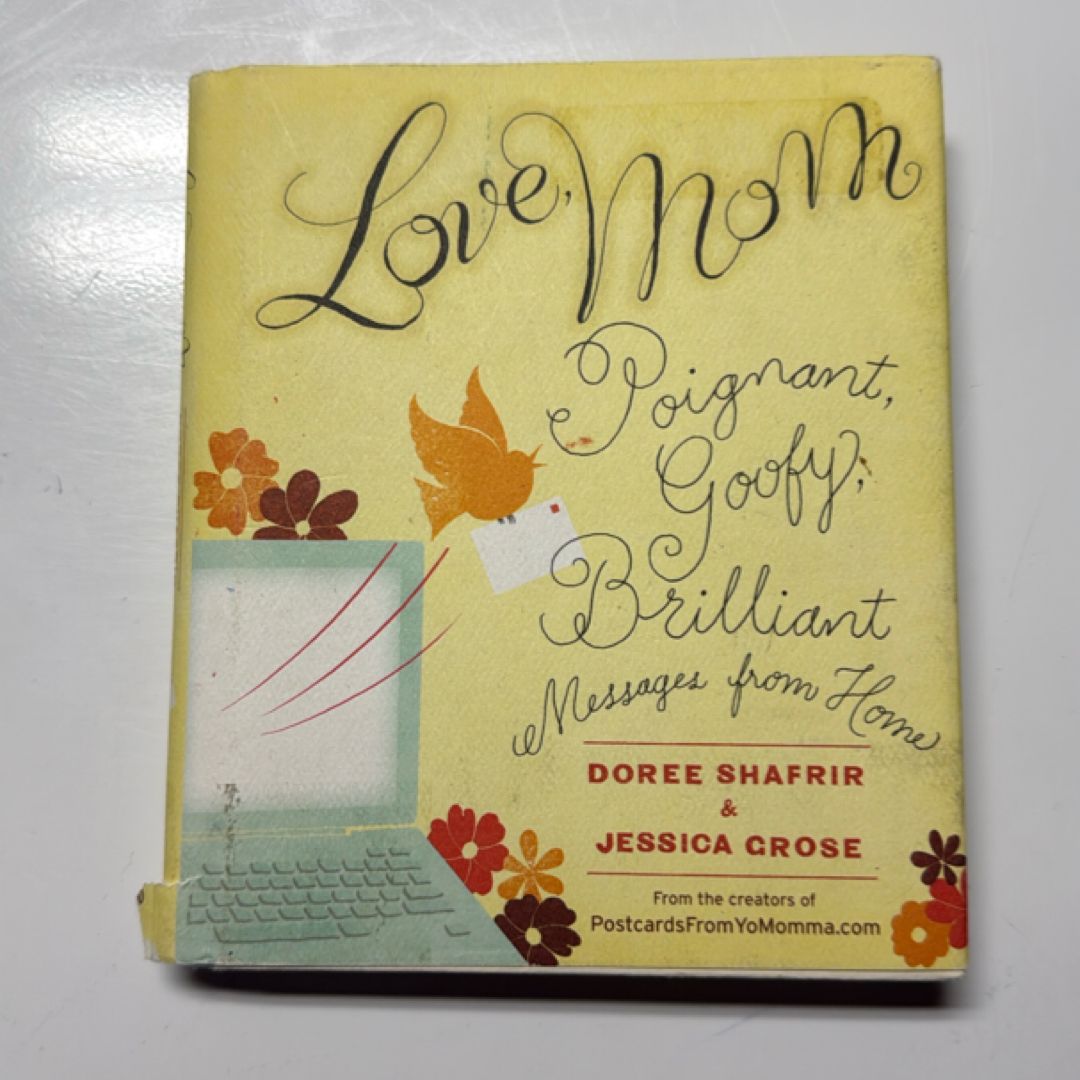 Love, Mom
Poignant,
Goofy,
Brilliant
Messages from Home
DOREE SHAFRIR
&
JESSICA GROSE
From the creators of
PostcardsFromYoMomma.com